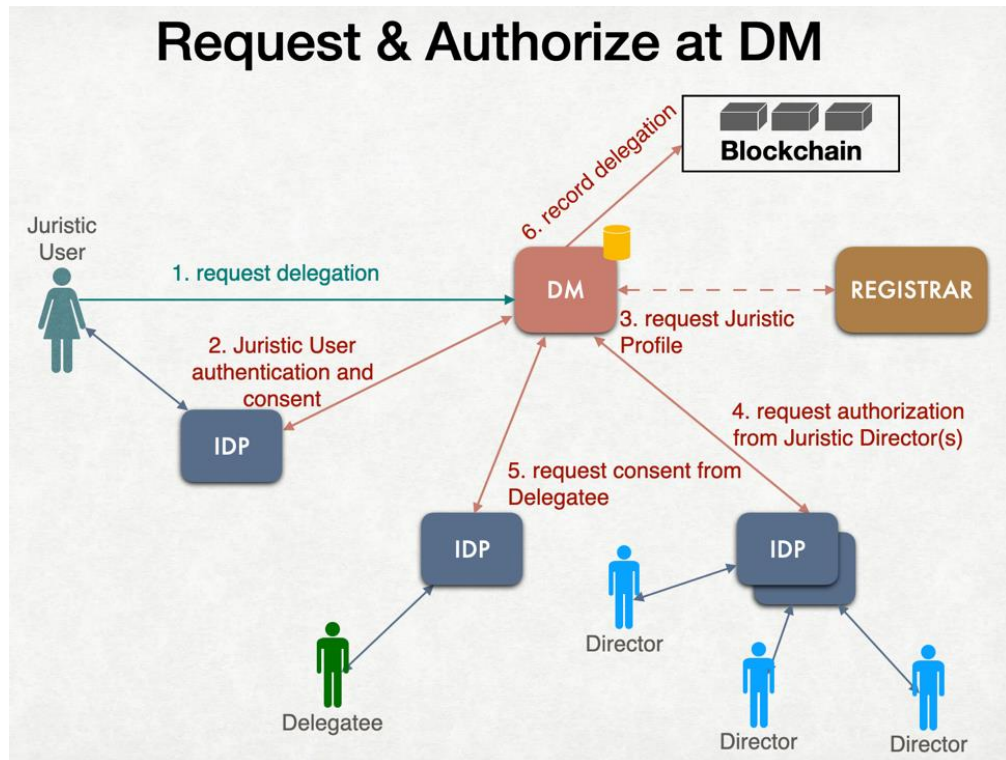 Request & Authorize at DM
Blockchain
6. record delegation
Juristic
User
1. request delegation
DM
REGISTRAR
3. request Juristic
Profile
2. Juristic User
authentication and
consent
IDP
4. request authorization
from Juristic Director(s)
5. request consent from
Delegatee
IDP
IDP
Director
Delegatee
Director
Director